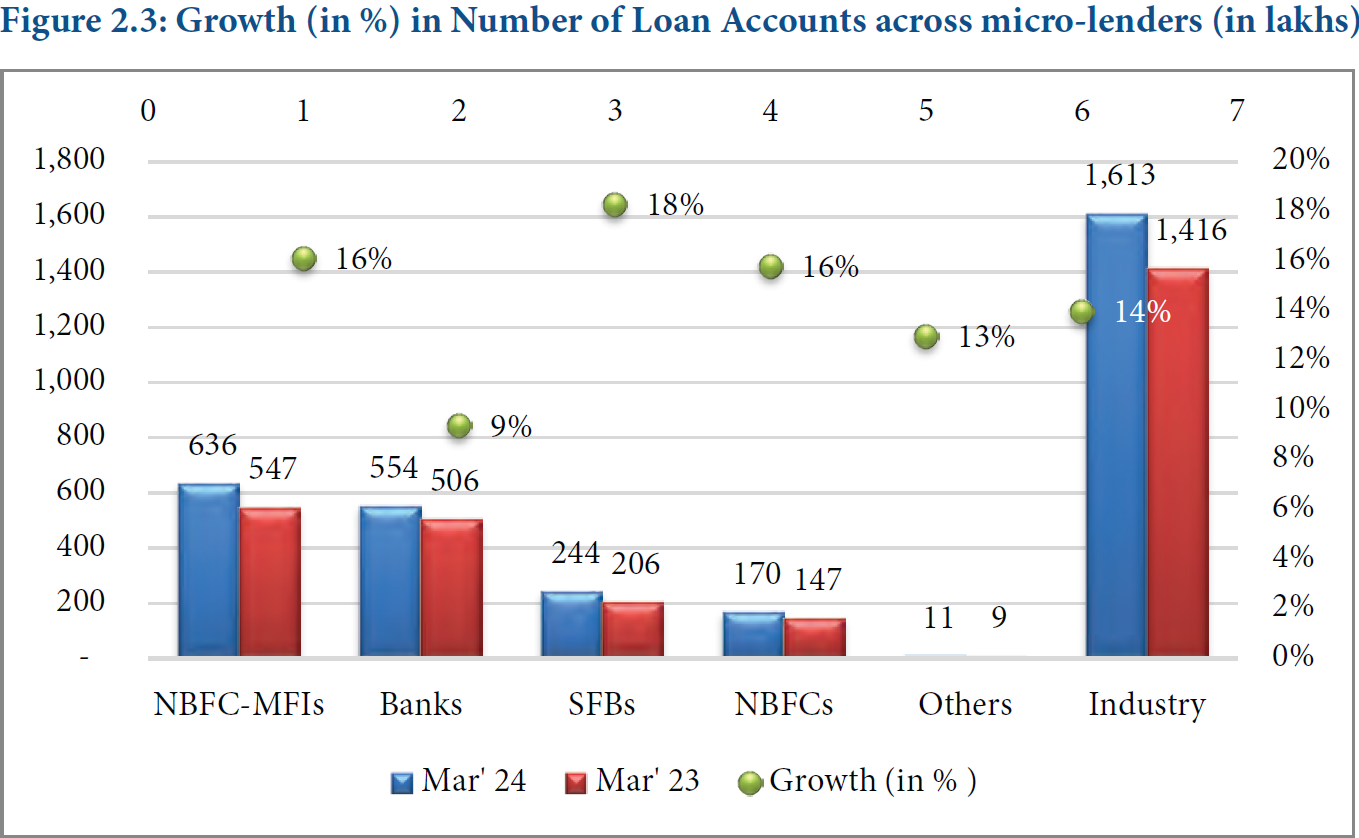 Figure 2.3: Growth (in %) in Number of Loan Accounts across micro-lenders (in lakhs)
0 1 2 3 4 5 6 7
1,800 20%
1,613
1,600 18% 18%
1,416
1,400 16% 16% 16%
1,200 13% 14% 14%
1,000 12%
800 9% 10%
636 547 554 506 8%
600 6%
400 244 206 170 147 4%
200 11 9 2%
- 0%
NBFC-MFIs Banks SFBs NBFCs Others Industry
Mar' 24 Mar' 23 Growth (in % )